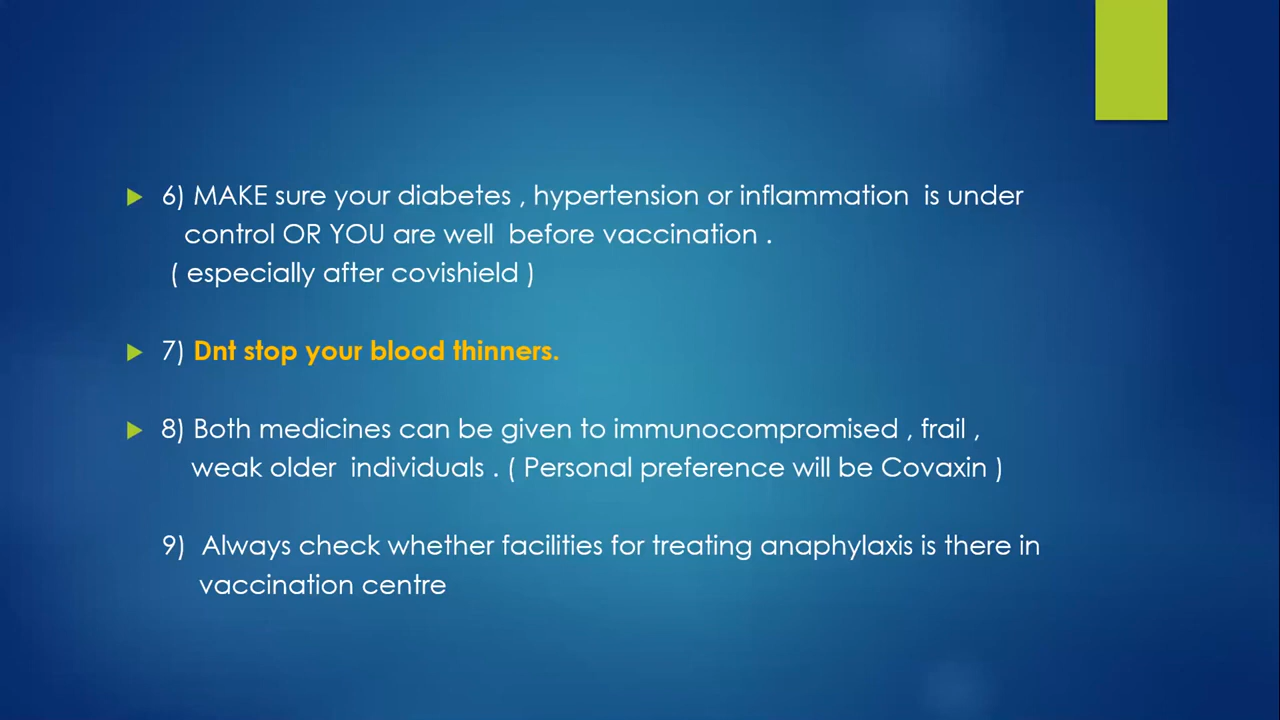 6) MAKE sure your diabetes , hypertension or inflammation is under
control OR YOU are well before vaccination .
( especially after covishield )
7) Dnt stop your blood thinners.
8) Both medicines can be given to immunocompromised , frail ,
weak older individuals . ( Personal preference will be Covaxin )
9) Always check whether facilities for treating anaphylaxis is there in
vaccination centre